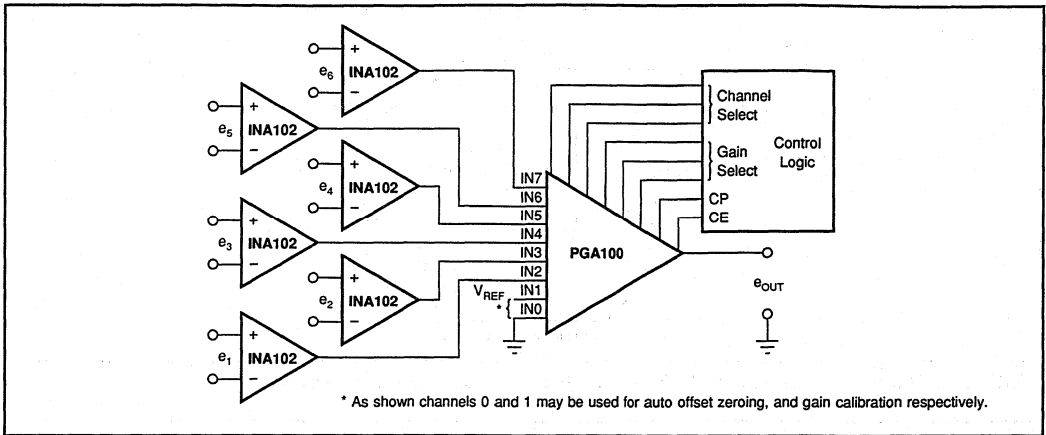 +
e6
−
INA102
+
e5
−
INA102
+
e4
−
INA102
+
e3
−
INA102
+
e2
−
INA102
+
e1
−
INA102
IN7
IN6
IN5
IN4
IN3
IN2
IN1
IN0
VREF
*
PGA100
Channel
Select
Gain
Select
Control
Logic
CP
CE
eOUT
* As shown channels 0 and 1 may be used for auto offset zeroing, and gain calibration respectively.